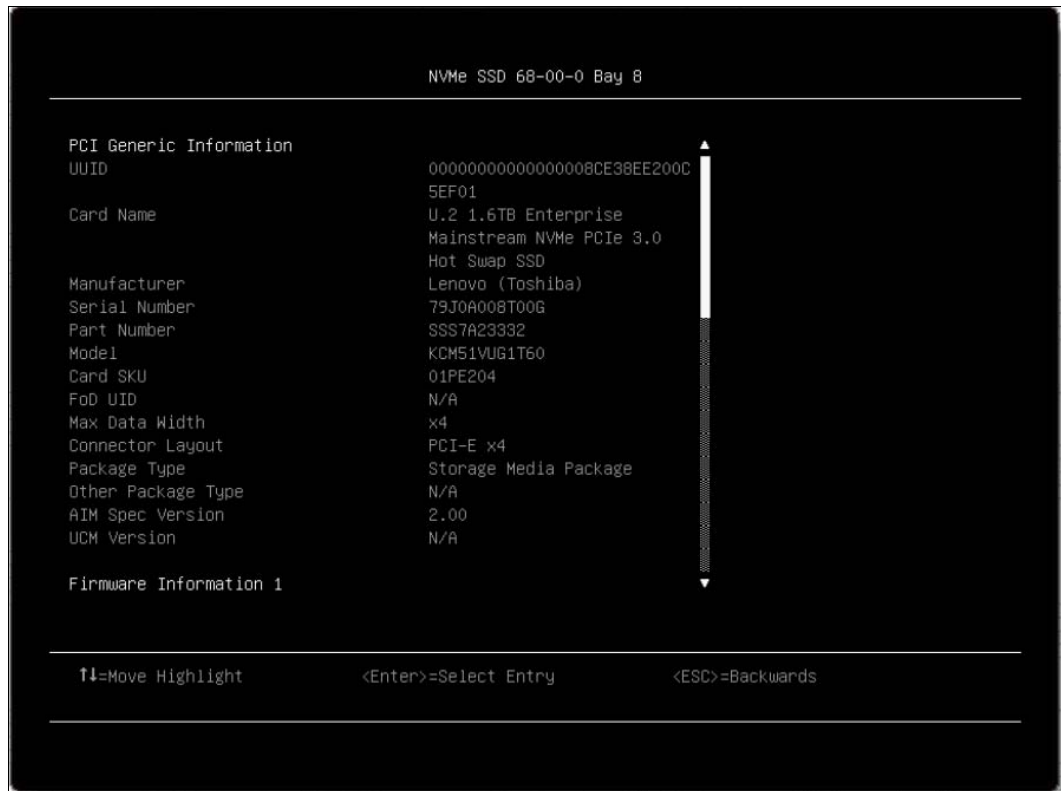 NVMe SSD 68-00-0 Bay 8
PCI Generic Information
UUID 00000000000000008CE38EE200C
5EF01
Card Name U.2 1.6TB Enterprise
Mainstream NVMe PCIe 3.0
Hot Swap SSD
Manufacturer Lenovo (Toshiba)
Serial Number 79J0A008T00G
Part Number SSS7A23332
Model KCM51VUG1T60
Card SKU 01PE204
FoD UID N/A
Max Data Width x4
Connector Layout PCI-E x4
Package Type Storage Media Package
Other Package Type N/A
AIM Spec Version 2.00
UCM Version N/A
Firmware Information 1
↑↓=Move Highlight <Enter>=Select Entry <ESC>=Backwards